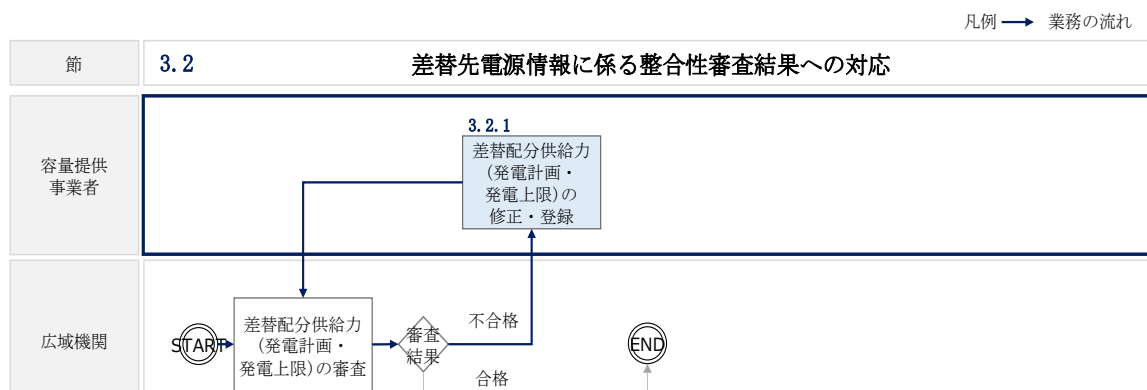 凡例 業務の流れ
節
3.2 差替先電源情報に係る整合性審査結果への対応
容量提供
事業者
3.2.1
差替配分供給力
(発電計画・
発電上限)の
修正・登録
広域機関
START
差替配分供給力
(発電計画・
発電上限)の審査
審査
結果
不合格
合格
END